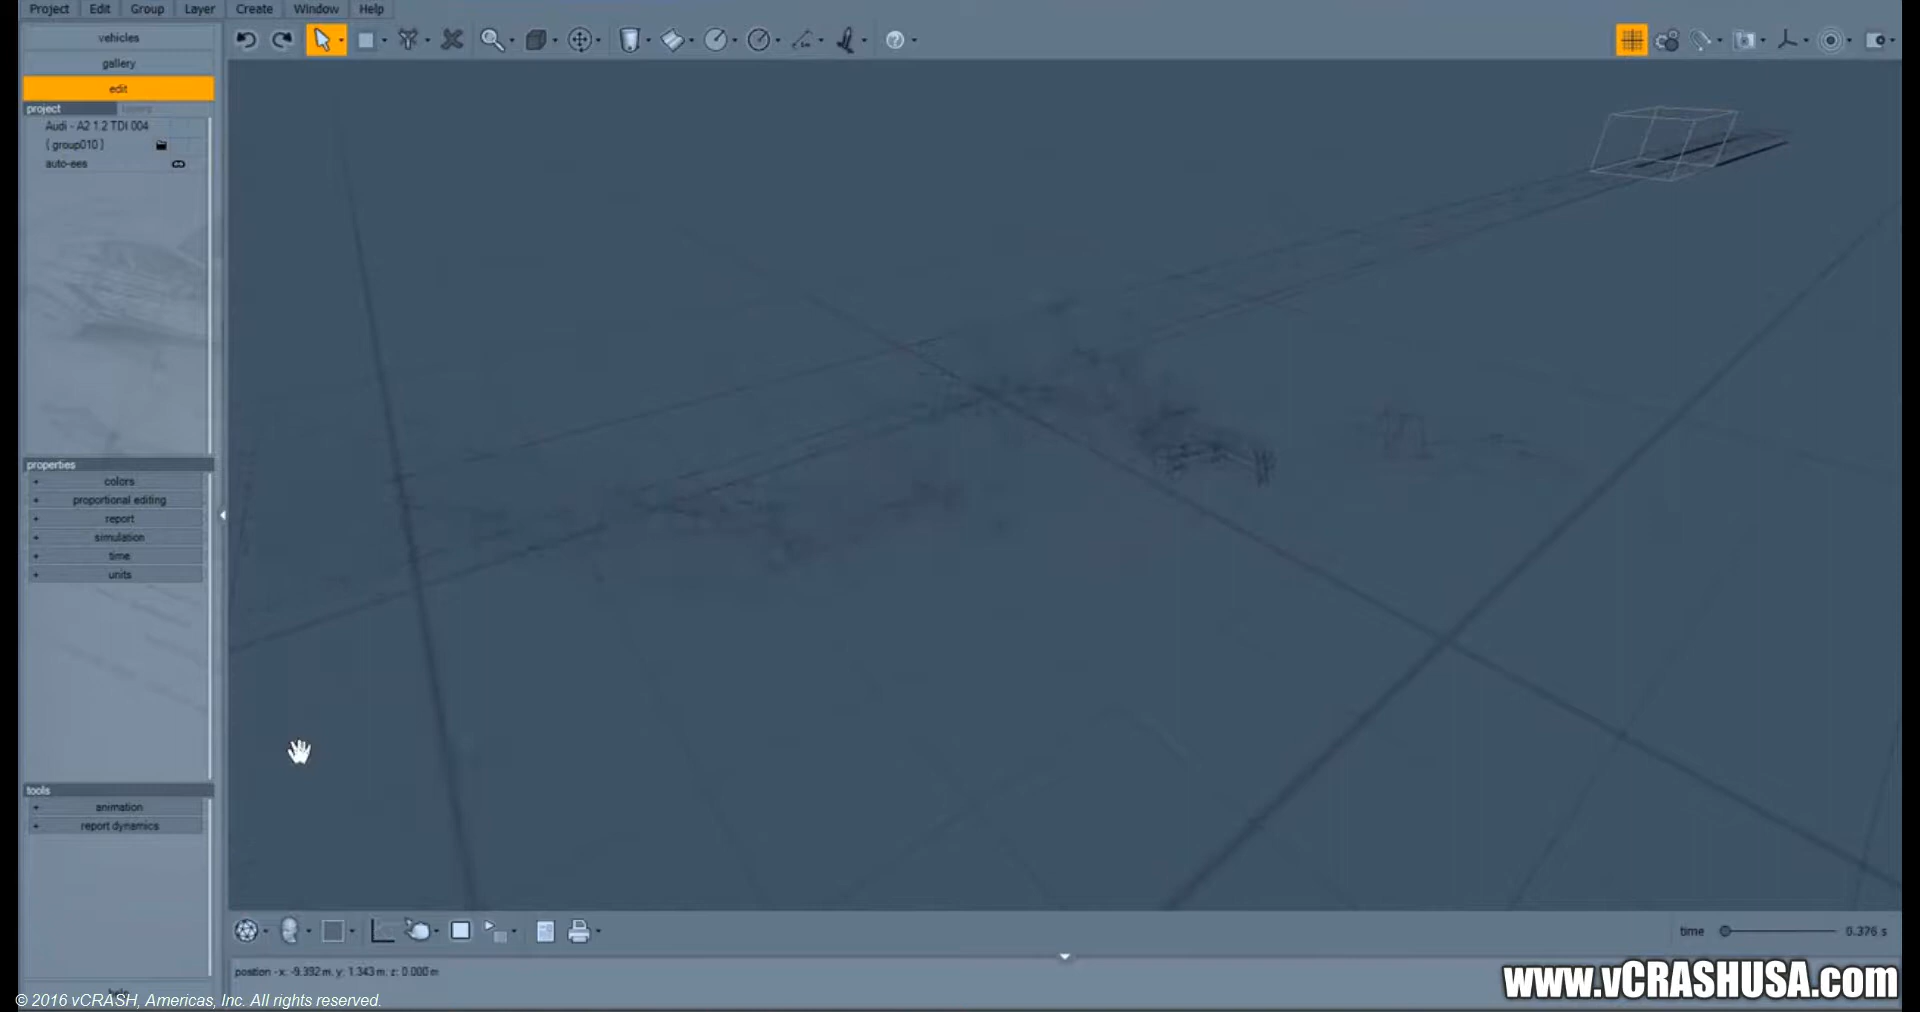 Project Edit Group Layer Create Window Help
vehicles
gallery
edit
project
Audi - A2 1.2 TDI 004
( group010 )
auto-ees
properties
colors
proportional editing
report
simulation
time
units
tools
animation
report dynamics
time 0.376 s
position - x: -9.392 m, y: 1.343 m, z: 0.000 m
help
© 2016 vCRASH, Americas, Inc. All rights reserved.
www.vCRASHUSA.com